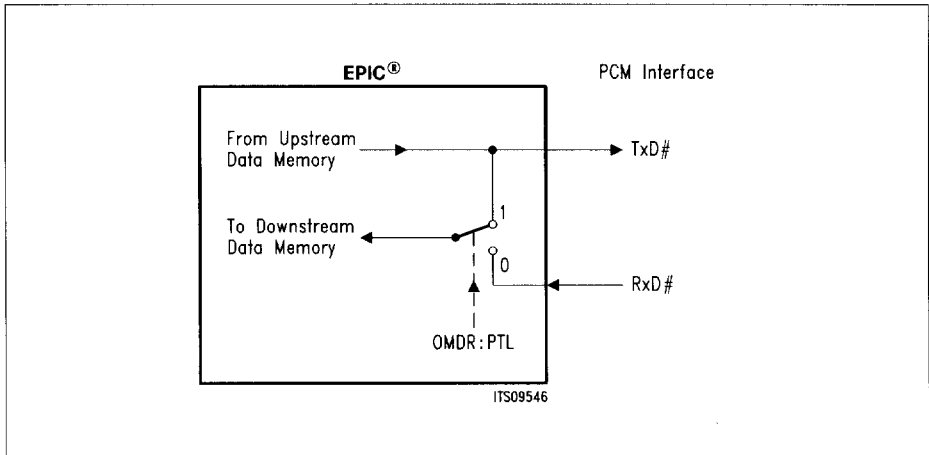 EPIC®
PCM Interface
From Upstream
Data Memory
TxD#
To Downstream
Data Memory
1
0
RxD#
OMDR:PTL
ITS09546